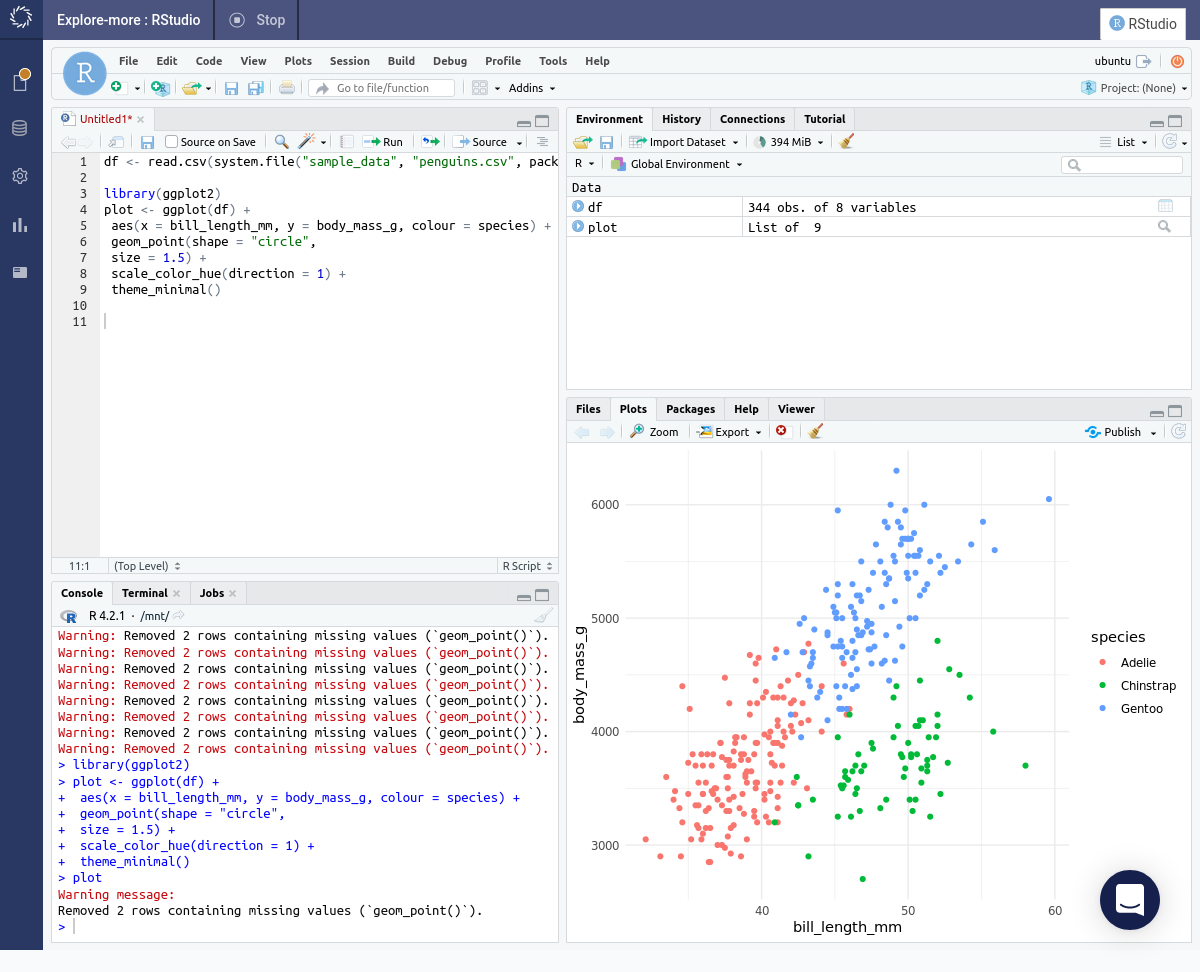 Explore-more : RStudio
Stop
RStudio
File Edit Code View Plots Session Build Debug Profile Tools Help
ubuntu
Go to file/function
Addins
Project: (None)
Untitled1*
Source on Save
Run
Source
1 df <- read.csv(system.file("sample_data", "penguins.csv", pack
2
3 library(ggplot2)
4 plot <- ggplot(df) +
5 aes(x = bill_length_mm, y = body_mass_g, colour = species) +
6 geom_point(shape = "circle",
7 size = 1.5) +
8 scale_color_hue(direction = 1) +
9 theme_minimal()
10
11
11:1 (Top Level) R Script
Console Terminal Jobs
R 4.2.1 · /mnt/
Warning: Removed 2 rows containing missing values (`geom_point()`).
Warning: Removed 2 rows containing missing values (`geom_point()`).
Warning: Removed 2 rows containing missing values (`geom_point()`).
Warning: Removed 2 rows containing missing values (`geom_point()`).
Warning: Removed 2 rows containing missing values (`geom_point()`).
Warning: Removed 2 rows containing missing values (`geom_point()`).
Warning: Removed 2 rows containing missing values (`geom_point()`).
Warning: Removed 2 rows containing missing values (`geom_point()`).
> library(ggplot2)
> plot <- ggplot(df) +
+ aes(x = bill_length_mm, y = body_mass_g, colour = species) +
+ geom_point(shape = "circle",
+ size = 1.5) +
+ scale_color_hue(direction = 1) +
+ theme_minimal()
> plot
Warning message:
Removed 2 rows containing missing values (`geom_point()`).
>
Environment History Connections Tutorial
Import Dataset 394 MiB List
R Global Environment
Data
df 344 obs. of 8 variables
plot List of 9
Files Plots Packages Help Viewer
Zoom Export Publish
body_mass_g
6000
5000
4000
3000
40 50 60
bill_length_mm
species
Adelie
Chinstrap
Gentoo